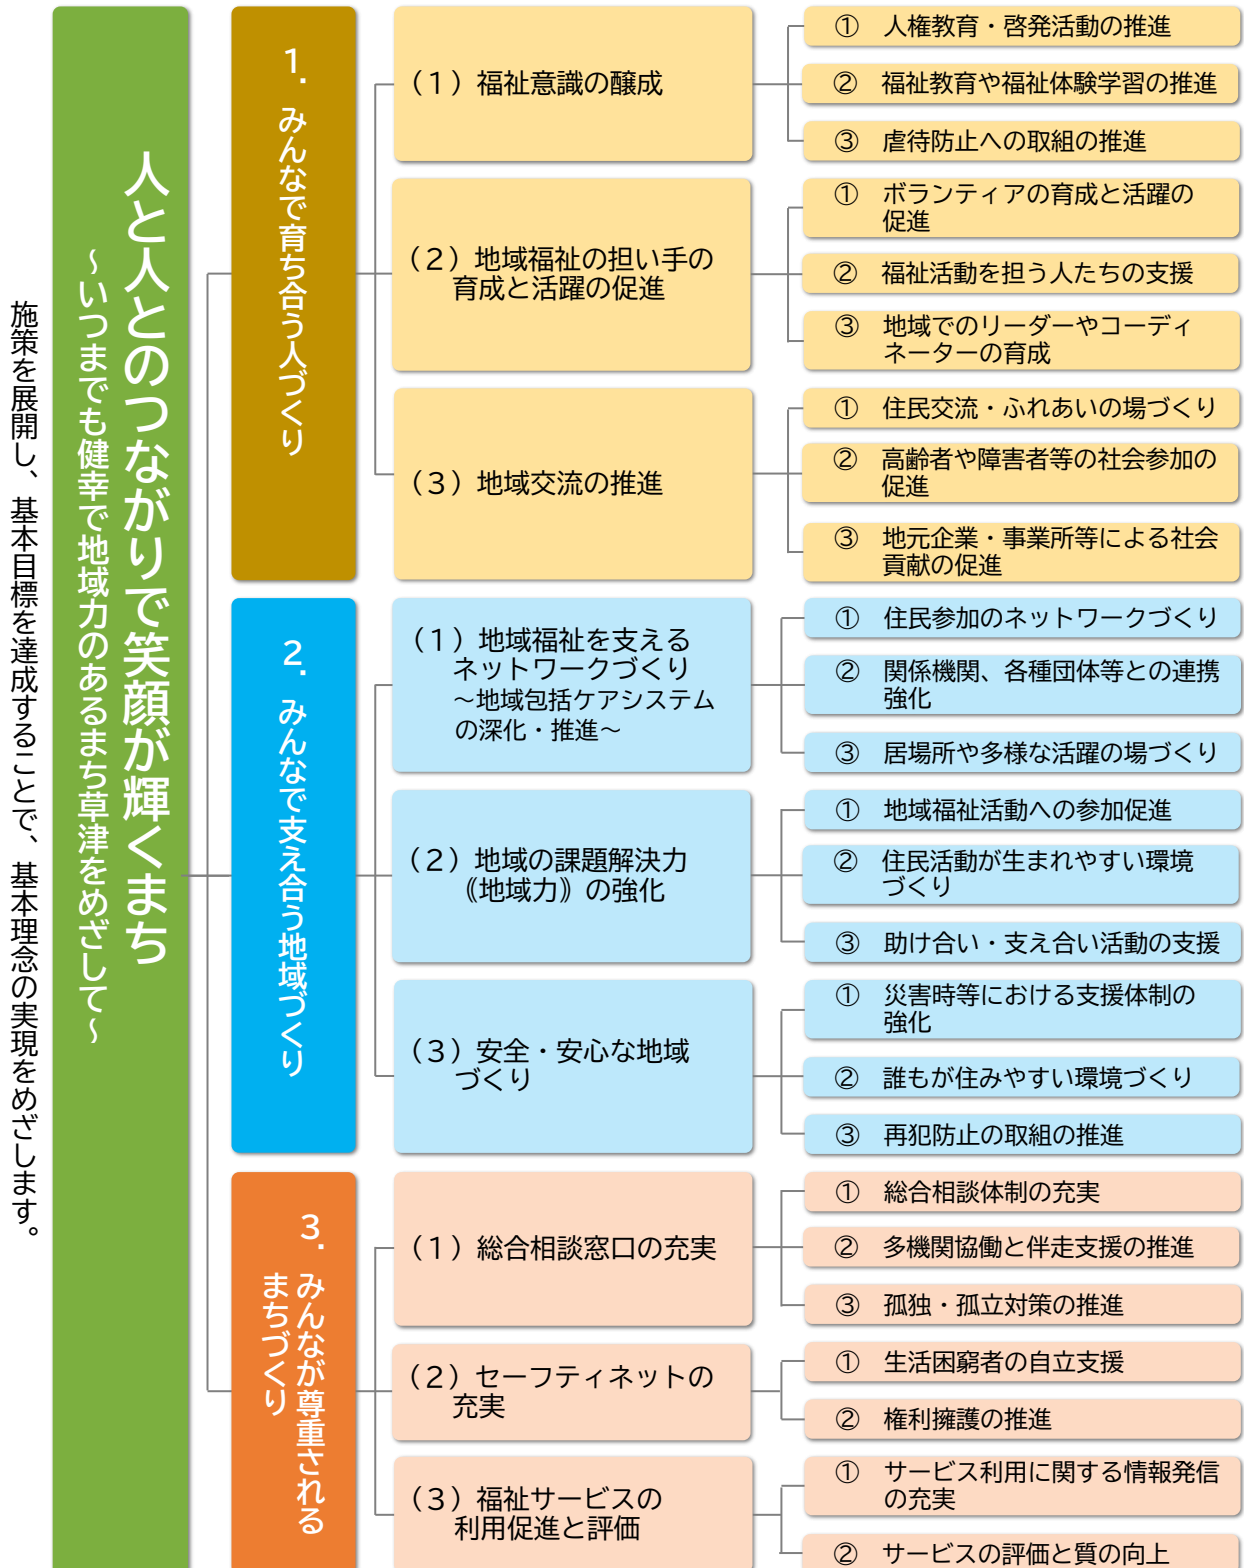 施策を展開し、基本目標を達成することで、基本理念の実現をめざします。
人と人とのつながりで笑顔が輝くまち
～いつまでも健幸で地域力のあるまち草津をめざして～
1．みんなで育ち合う人づくり
（1）福祉意識の醸成
① 人権教育・啓発活動の推進
② 福祉教育や福祉体験学習の推進
③ 虐待防止への取組の推進
（2）地域福祉の担い手の
育成と活躍の促進
① ボランティアの育成と活躍の
促進
② 福祉活動を担う人たちの支援
③ 地域でのリーダーやコーディ
ネーターの育成
（3）地域交流の推進
① 住民交流・ふれあいの場づくり
② 高齢者や障害者等の社会参加の
促進
③ 地元企業・事業所等による社会
貢献の促進
2．みんなで支え合う地域づくり
（1）地域福祉を支える
ネットワークづくり
～地域包括ケアシステム
の深化・推進～
① 住民参加のネットワークづくり
② 関係機関、各種団体等との連携
強化
③ 居場所や多様な活躍の場づくり
（2）地域の課題解決力
《地域力》の強化
① 地域福祉活動への参加促進
② 住民活動が生まれやすい環境
づくり
③ 助け合い・支え合い活動の支援
（3）安全・安心な地域
づくり
① 災害時等における支援体制の
強化
② 誰もが住みやすい環境づくり
③ 再犯防止の取組の推進
3．みんなが尊重される
まちづくり
（1）総合相談窓口の充実
① 総合相談体制の充実
② 多機関協働と伴走支援の推進
③ 孤独・孤立対策の推進
（2）セーフティネットの
充実
① 生活困窮者の自立支援
② 権利擁護の推進
（3）福祉サービスの
利用促進と評価
① サービス利用に関する情報発信
の充実
② サービスの評価と質の向上